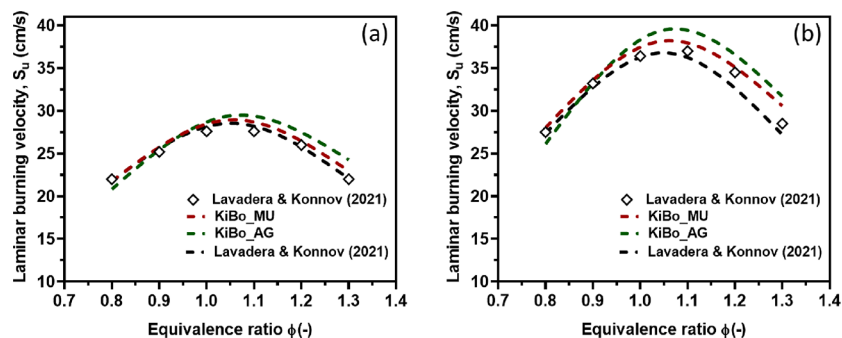 (a)
Laminar burning velocity, Su (cm/s)
40
35
30
25
20
15
10
Lavadera & Konnov (2021)
KiBo_MU
KiBo_AG
Lavadera & Konnov (2021)
0.7 0.8 0.9 1.0 1.1 1.2 1.3 1.4
Equivalence ratio ϕ(-)
(b)
Laminar burning velocity, Su (cm/s)
40
35
30
25
20
15
10
Lavadera & Konnov (2021)
KiBo_MU
KiBo_AG
Lavadera & Konnov (2021)
0.7 0.8 0.9 1.0 1.1 1.2 1.3 1.4
Equivalence ratio ϕ(-)